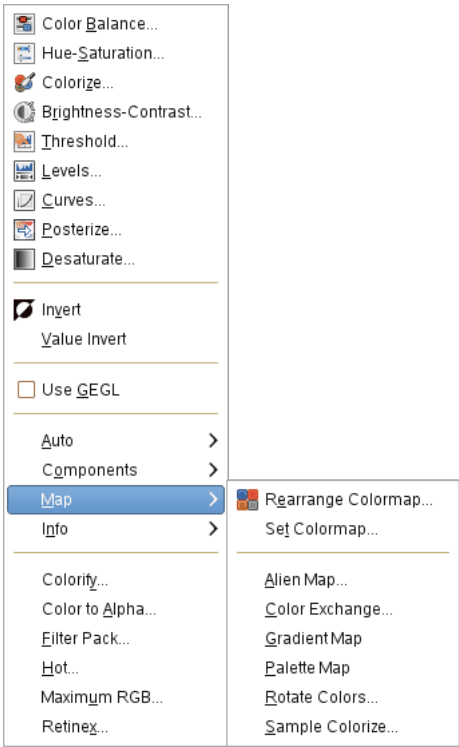 Color Balance...
Hue-Saturation...
Colorize...
Brightness-Contrast...
Threshold...
Levels...
Curves...
Posterize...
Desaturate...
Invert
Value Invert
Use GEGL
Auto
Components
Map
Info
Colorify...
Color to Alpha...
Filter Pack...
Hot...
Maximum RGB...
Retinex...
Rearrange Colormap...
Set Colormap...
Alien Map...
Color Exchange...
Gradient Map
Palette Map
Rotate Colors...
Sample Colorize...